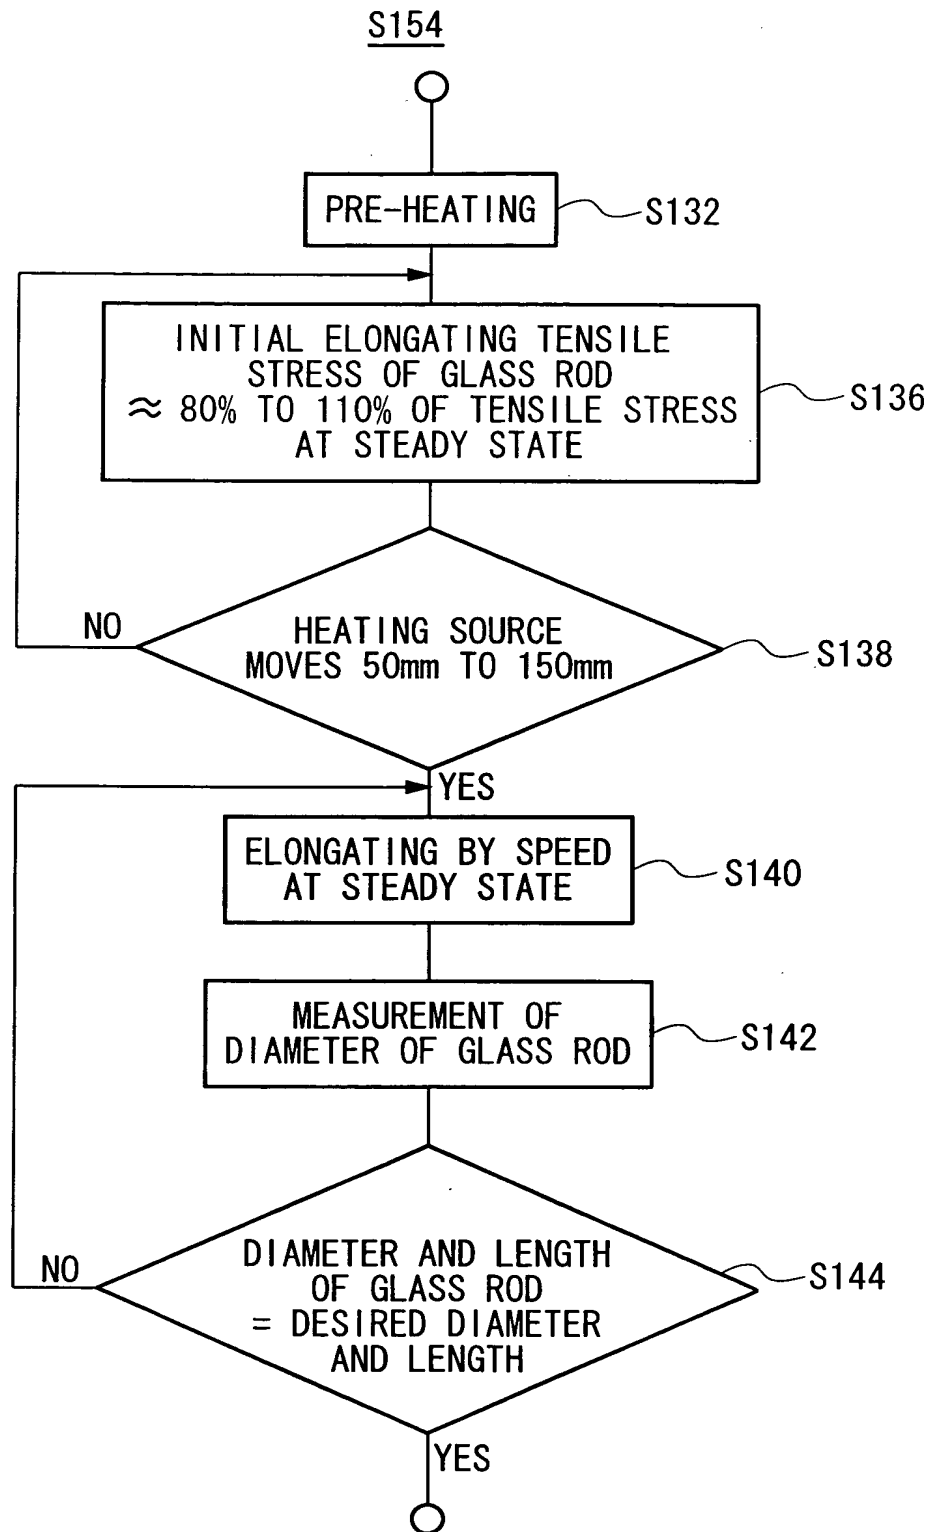 S154
PRE-HEATING
S132
INITIAL ELONGATING TENSILE
STRESS OF GLASS ROD
≈ 80% TO 110% OF TENSILE STRESS
AT STEADY STATE
S136
NO
HEATING SOURCE
MOVES 50mm TO 150mm
S138
YES
ELONGATING BY SPEED
AT STEADY STATE
S140
MEASUREMENT OF
DIAMETER OF GLASS ROD
S142
NO
DIAMETER AND LENGTH
OF GLASS ROD
= DESIRED DIAMETER
AND LENGTH
S144
YES